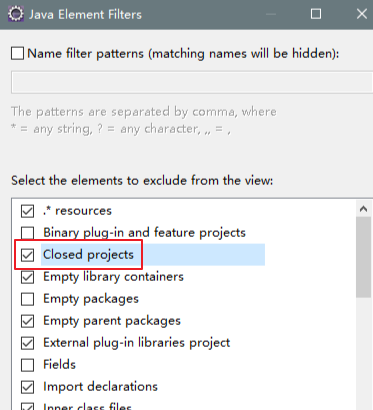 Java Element Filters
Name filter patterns (matching names will be hidden):
The patterns are separated by comma, where
* = any string, ? = any character, ,, = ,
Select the elements to exclude from the view:
.* resources
Binary plug-in and feature projects
Closed projects
Empty library containers
Empty packages
Empty parent packages
External plug-in libraries project
Fields
Import declarations
Inner class files